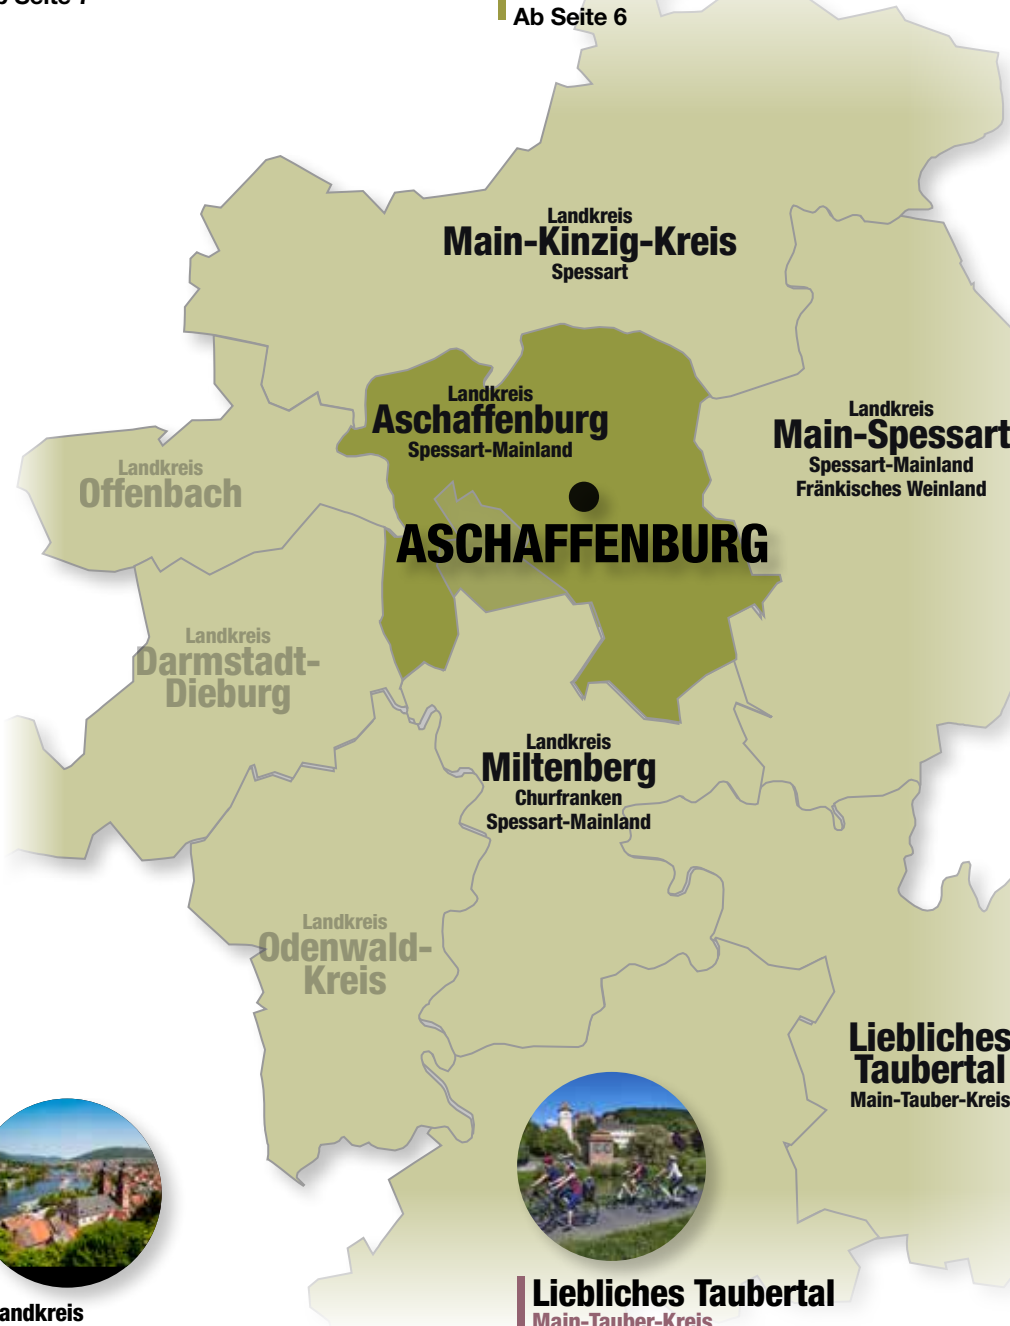 Seite 7
Ab Seite 6
Landkreis
Main-Kinzig-Kreis
Spessart
Landkreis
Aschaffenburg
Spessart-Mainland
Landkreis
Main-Spessart
Spessart-Mainland
Fränkisches Weinland
Landkreis
Offenbach
ASCHAFFENBURG
Landkreis
Darmstadt-
Dieburg
Landkreis
Miltenberg
Churfranken
Spessart-Mainland
Landkreis
Odenwald-
Kreis
Liebliches
Taubertal
Main-Tauber-Kreis
andkreis
Liebliches Taubertal
Main-Tauber-Kreis